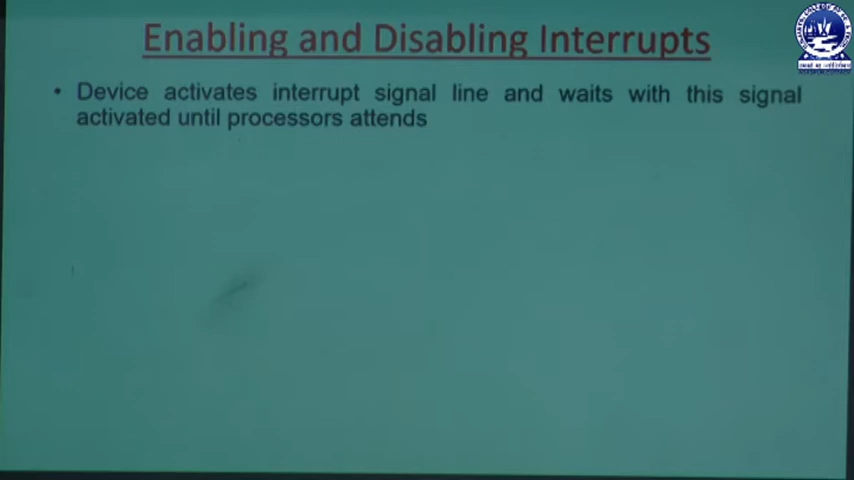 Enabling and Disabling Interrupts
• Device activates interrupt signal line and waits with this signal
activated until processors attends